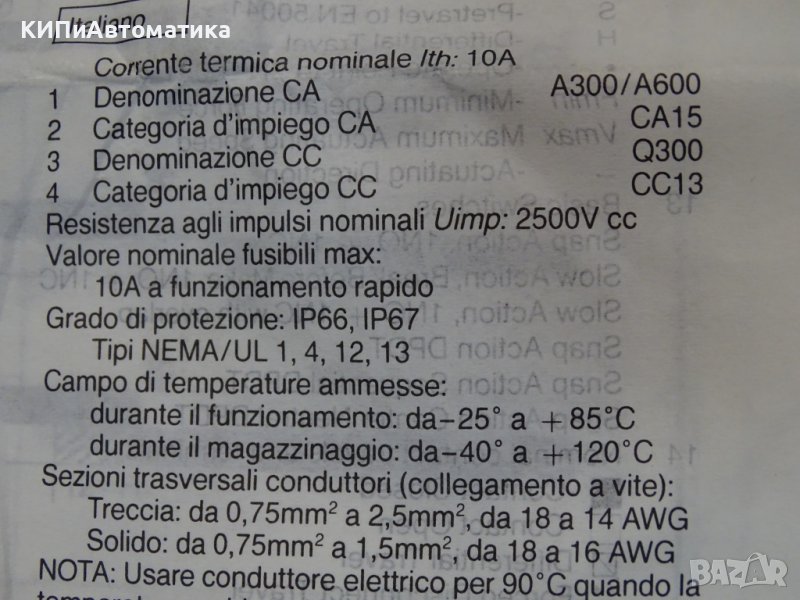 КИПиАвтоматика
Italiano
Corrente termica nominale Ith: 10A
1 Denominazione CA A300/A600
2 Categoria d'impiego CA CA15
3 Denominazione CC Q300
4 Categoria d'impiego CC CC13
Resistenza agli impulsi nominali Uimp: 2500V cc
Valore nominale fusibili max:
10A a funzionamento rapido
Grado di protezione: IP66, IP67
Tipi NEMA/UL 1, 4, 12, 13
Campo di temperature ammesse:
durante il funzionamento: da-25° a +85°C
durante il magazzinaggio: da-40° a +120°C
Sezioni trasversali conduttori (collegamento a vite):
Treccia: da 0,75mm² a 2,5mm², da 18 a 14 AWG
Solido: da 0,75mm² a 1,5mm², da 18 a 16 AWG
NOTA: Usare conduttore elettrico per 90°C quando la
bazar